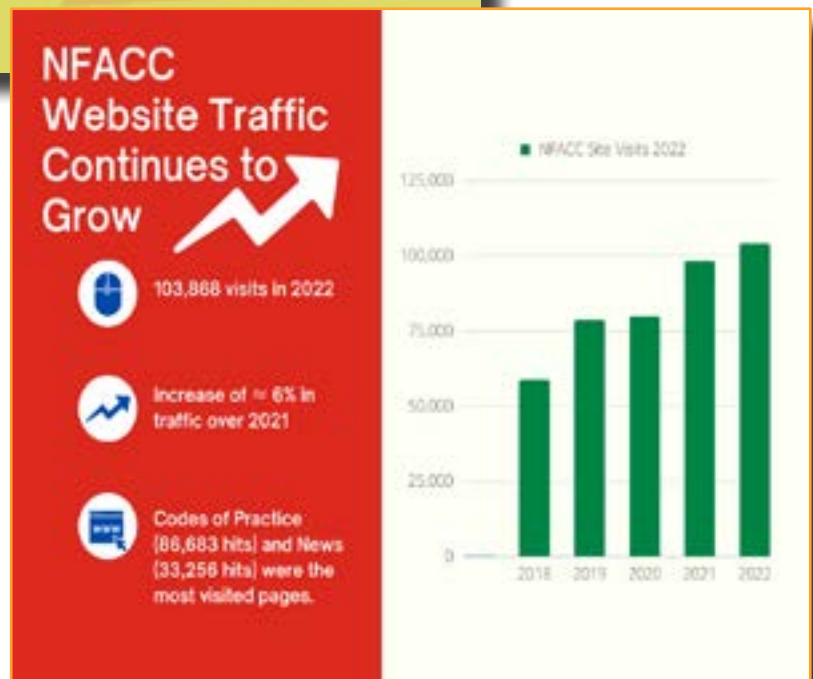 NFACC
Website Traffic
Continues to
Grow
103,868 visits in 2022
Increase of ≈ 6% in
traffic over 2021
Codes of Practice
(86,683 hits) and News
(33,256 hits) were the
most visited pages.
NFACC Site Visits 2022
125,000
100,000
75,000
50,000
25,000
0
2018 2019 2020 2021 2022